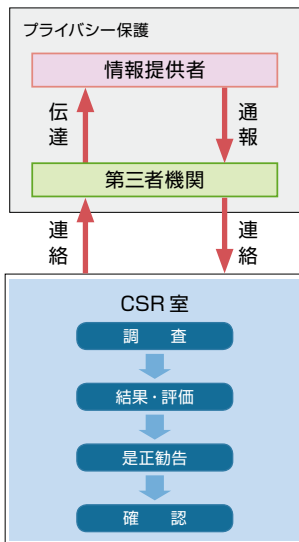 プライバシー保護
情報提供者
伝達
通報
第三者機関
連絡
連絡
CSR室
調 査
結果・評価
是正勧告
確 認